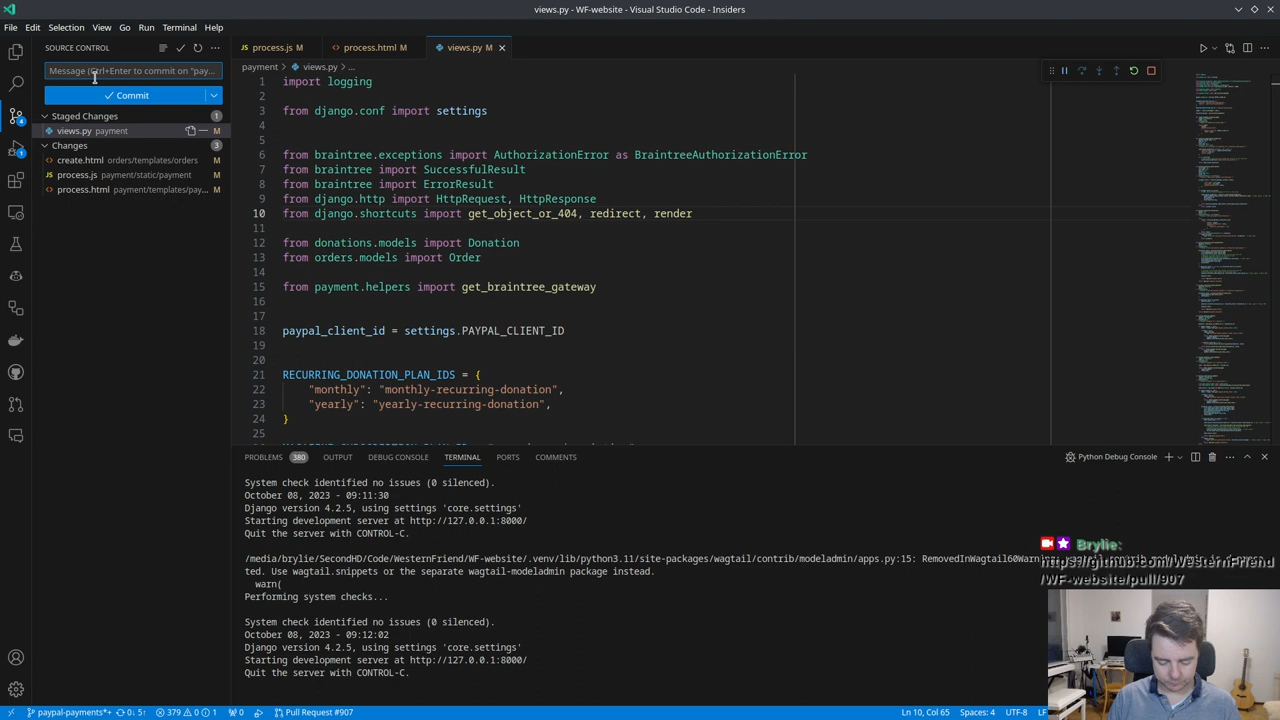 views.py - WF-website - Visual Studio Code - Insiders
File Edit Selection View Go Run Terminal Help
SOURCE CONTROL
process.js M
process.html M
views.py M
Message (Ctrl+Enter to commit on "pay...
payment > views.py > ...
Commit
Staged Changes 1
views.py payment M
Changes 3
create.html orders/templates/orders M
process.js payment/static/payment M
process.html payment/templates/pay... M
4
1
1 import logging
2
3 from django.conf import settings
4
5
6 from braintree.exceptions import AuthorizationError as BraintreeAuthorizationError
7 from braintree import SuccessfulResult
8 from braintree import ErrorResult
9 from django.http import HttpRequest, HttpResponse
10 from django.shortcuts import get_object_or_404, redirect, render
11
12 from donations.models import Donation
13 from orders.models import Order
14
15 from payment.helpers import get_braintree_gateway
16
17
18 paypal_client_id = settings.PAYPAL_CLIENT_ID
19
20
21 RECURRING_DONATION_PLAN_IDS = {
22 "monthly": "monthly-recurring-donation",
23 "yearly": "yearly-recurring-donation",
24 }
25
PROBLEMS 380 OUTPUT DEBUG CONSOLE TERMINAL PORTS COMMENTS
Python Debug Console
System check identified no issues (0 silenced).
October 08, 2023 - 09:11:30
Django version 4.2.5, using settings 'core.settings'
Starting development server at http://127.0.0.1:8000/
Quit the server with CONTROL-C.
/media/brylie/SecondHD/Code/WesternFriend/WF-website/.venv/lib/python3.11/site-packages/wagtail/contrib/modeladmin/apps.py:15: RemovedInWagtail60Warn
ted. Use wagtail.snippets or the separate wagtail-modeladmin package instead.
warn(
Performing system checks...
System check identified no issues (0 silenced).
October 08, 2023 - 09:12:02
Django version 4.2.5, using settings 'core.settings'
Starting development server at http://127.0.0.1:8000/
Quit the server with CONTROL-C.
Brylie:
https://github.com/WesternFriend
/WF-website/pull/907
paypal-payments*+ 0↓ 5↑ 379 0 1 0 Pull Request #907
Ln 10, Col 65 Spaces: 4 UTF-8 LF